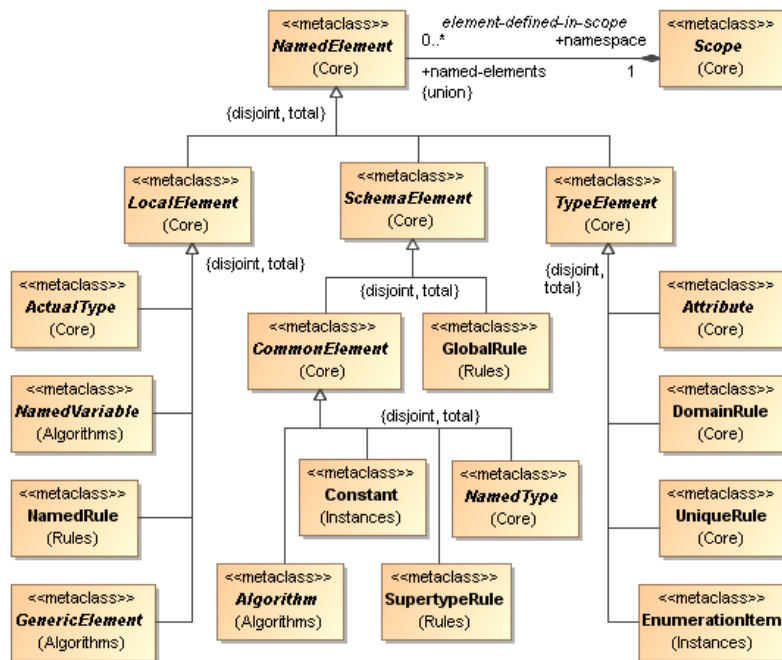 <<metaclass>>
NamedElement
(Core)
element-defined-in-scope
0..*
+namespace
+named-elements
{union}
1
<<metaclass>>
Scope
(Core)
{disjoint, total}
<<metaclass>>
LocalElement
(Core)
<<metaclass>>
SchemaElement
(Core)
<<metaclass>>
TypeElement
(Core)
{disjoint, total}
<<metaclass>>
ActualType
(Core)
<<metaclass>>
NamedVariable
(Algorithms)
<<metaclass>>
NamedRule
(Rules)
<<metaclass>>
GenericElement
(Algorithms)
{disjoint, total}
<<metaclass>>
CommonElement
(Core)
<<metaclass>>
GlobalRule
(Rules)
{disjoint, total}
<<metaclass>>
Constant
(Instances)
<<metaclass>>
NamedType
(Core)
<<metaclass>>
Algorithm
(Algorithms)
<<metaclass>>
SupertypeRule
(Rules)
{disjoint,
total}
<<metaclass>>
Attribute
(Core)
<<metaclass>>
DomainRule
(Core)
<<metaclass>>
UniqueRule
(Core)
<<metaclass>>
EnumerationItem
(Instances)